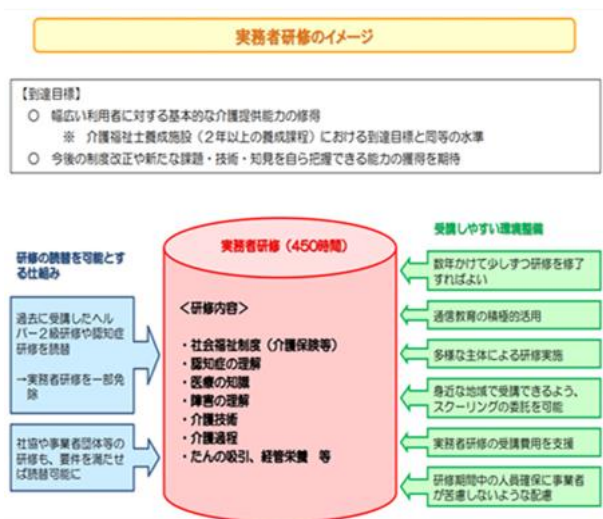 実務者研修のイメージ
【到達目標】
○ 幅広い利用者に対する基本的な介護提供能力の修得
※ 介護福祉士養成施設（２年以上の養成課程）における到達目標と同等の水準
○ 今後の制度改正や新たな課題・技術・知見を自ら把握できる能力の獲得を期待
研修の読替を可能とす
る仕組み
過去に受講したヘル
パー２級研修や認知症
研修を読替
→実務者研修を一部免
除
社協や事業者団体等の
研修も、要件を満たせ
ば読替可能に
実務者研修（450時間）
＜研修内容＞
・社会福祉制度（介護保険等）
・認知症の理解
・医療の知識
・障害の理解
・介護技術
・介護過程
・たんの吸引、経管栄養 等
受講しやすい環境整備
数年かけて少しずつ研修を修了
すればよい
通信教育の積極的活用
多様な主体による研修実施
身近な地域で受講できるよう、
スクーリングの委託を可能
実務者研修の受講費用を支援
研修期間中の人員確保に事業者
が苦慮しないような配慮